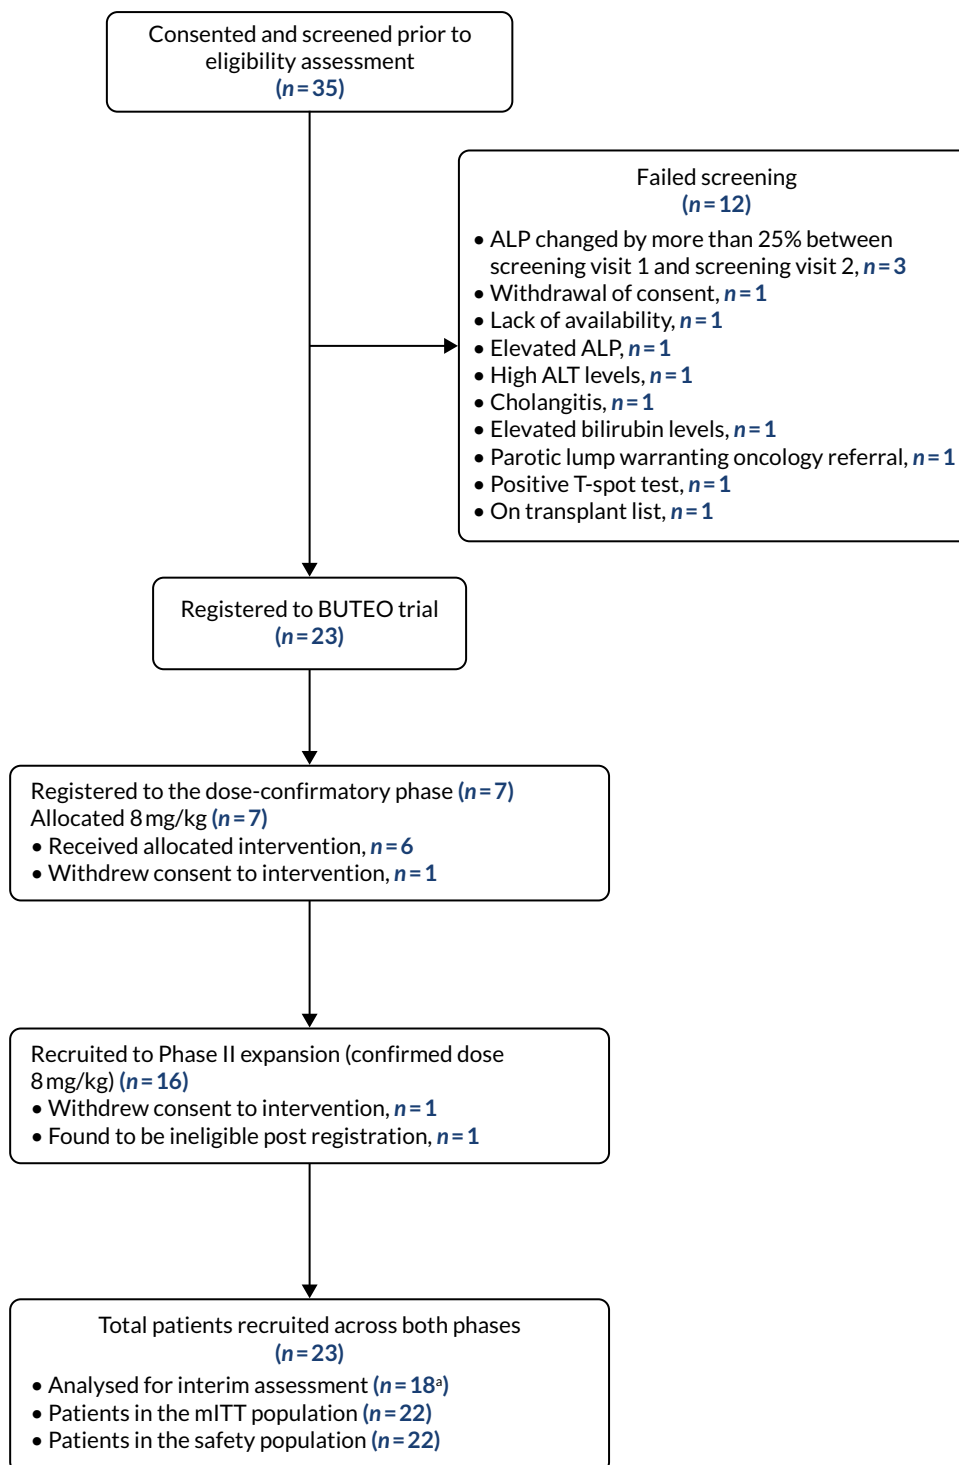 Consented and screened prior to
eligibility assessment
(n = 35)
Failed screening
(n = 12)
• ALP changed by more than 25% between
screening visit 1 and screening visit 2, n = 3
• Withdrawal of consent, n = 1
• Lack of availability, n = 1
• Elevated ALP, n = 1
• High ALT levels, n = 1
• Cholangitis, n = 1
• Elevated bilirubin levels, n = 1
• Parotic lump warranting oncology referral, n = 1
• Positive T-spot test, n = 1
• On transplant list, n = 1
Registered to BUTEO trial
(n = 23)
Registered to the dose-confirmatory phase (n = 7)
Allocated 8 mg/kg (n = 7)
• Received allocated intervention, n = 6
• Withdrew consent to intervention, n = 1
Recruited to Phase II expansion (confirmed dose
8 mg/kg) (n = 16)
• Withdrew consent to intervention, n = 1
• Found to be ineligible post registration, n = 1
Total patients recruited across both phases
(n = 23)
• Analysed for interim assessment (n = 18ᵃ)
• Patients in the mITT population (n = 22)
• Patients in the safety population (n = 22)